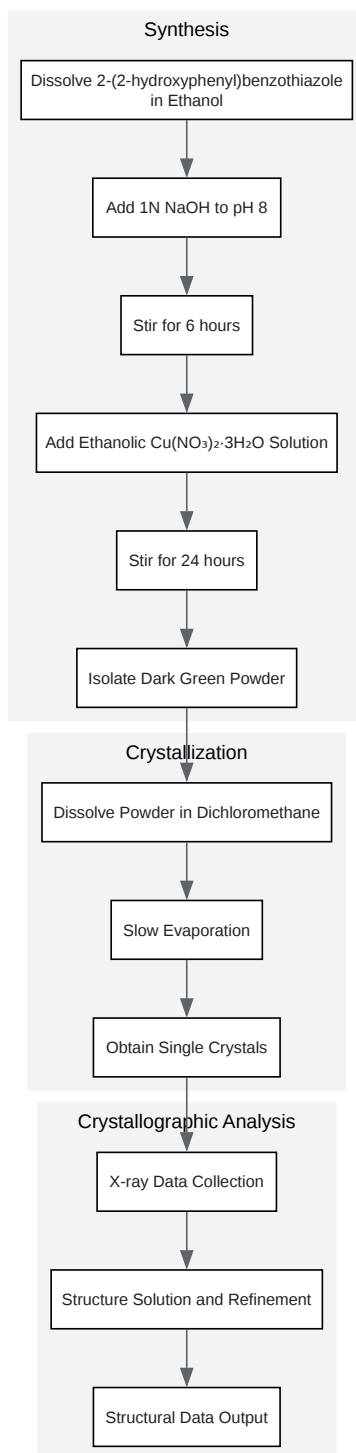 Synthesis
Dissolve 2-(2-hydroxyphenyl)benzothiazole
in Ethanol
Add 1N NaOH to pH 8
Stir for 6 hours
Add Ethanolic Cu(NO₃)₂·3H₂O Solution
Stir for 24 hours
Isolate Dark Green Powder
Crystallization
Dissolve Powder in Dichloromethane
Slow Evaporation
Obtain Single Crystals
Crystallographic Analysis
X-ray Data Collection
Structure Solution and Refinement
Structural Data Output